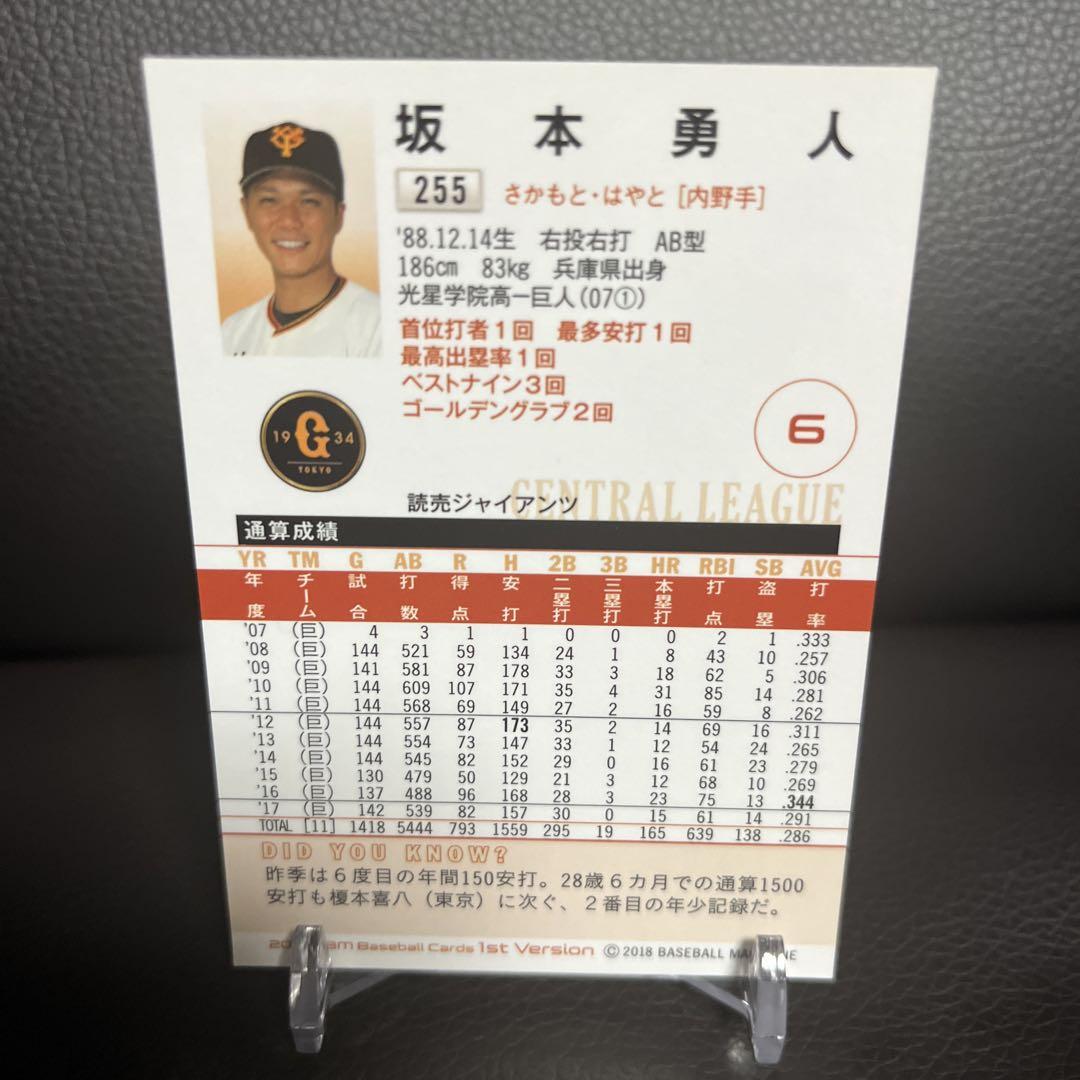 坂本勇人
255 さかもと・はやと [内野手]
'88.12.14生 右投右打 AB型
186cm 83kg 兵庫県出身
光星学院高ー巨人(07①)
首位打者1回 最多安打1回
最高出塁率1回
ベストナイン3回
ゴールデングラブ2回
19 G 34
TOKYO
6
CENTRAL LEAGUE
読売ジャイアンツ
通算成績
YR TM G AB R H 2B 3B HR RBI SB AVG
年度 チーム 試合 打数 得点 安打 二塁打 三塁打 本塁打 打点 盗塁 打率
'07 (巨) 4 3 1 1 0 0 0 2 1 .333
'08 (巨) 144 521 59 134 24 1 8 43 10 .257
'09 (巨) 141 581 87 178 33 3 18 62 5 .306
'10 (巨) 144 609 107 171 35 4 31 85 14 .281
'11 (巨) 144 568 69 149 27 2 16 59 8 .262
'12 (巨) 144 557 87 173 35 2 14 69 16 .311
'13 (巨) 144 554 73 147 33 1 12 54 24 .265
'14 (巨) 144 545 82 152 29 0 16 61 23 .279
'15 (巨) 130 479 50 129 21 3 12 68 10 .269
'16 (巨) 137 488 96 168 28 3 23 75 13 .344
'17 (巨) 142 539 82 157 30 0 15 61 14 .291
TOTAL [11] 1418 5444 793 1559 295 19 165 639 138 .286
DID YOU KNOW?
昨季は6度目の年間150安打。28歳6カ月での通算1500
安打も榎本喜八（東京）に次ぐ、2番目の年少記録だ。
Baseball Cards 1st Version © 2018 BASEBALL